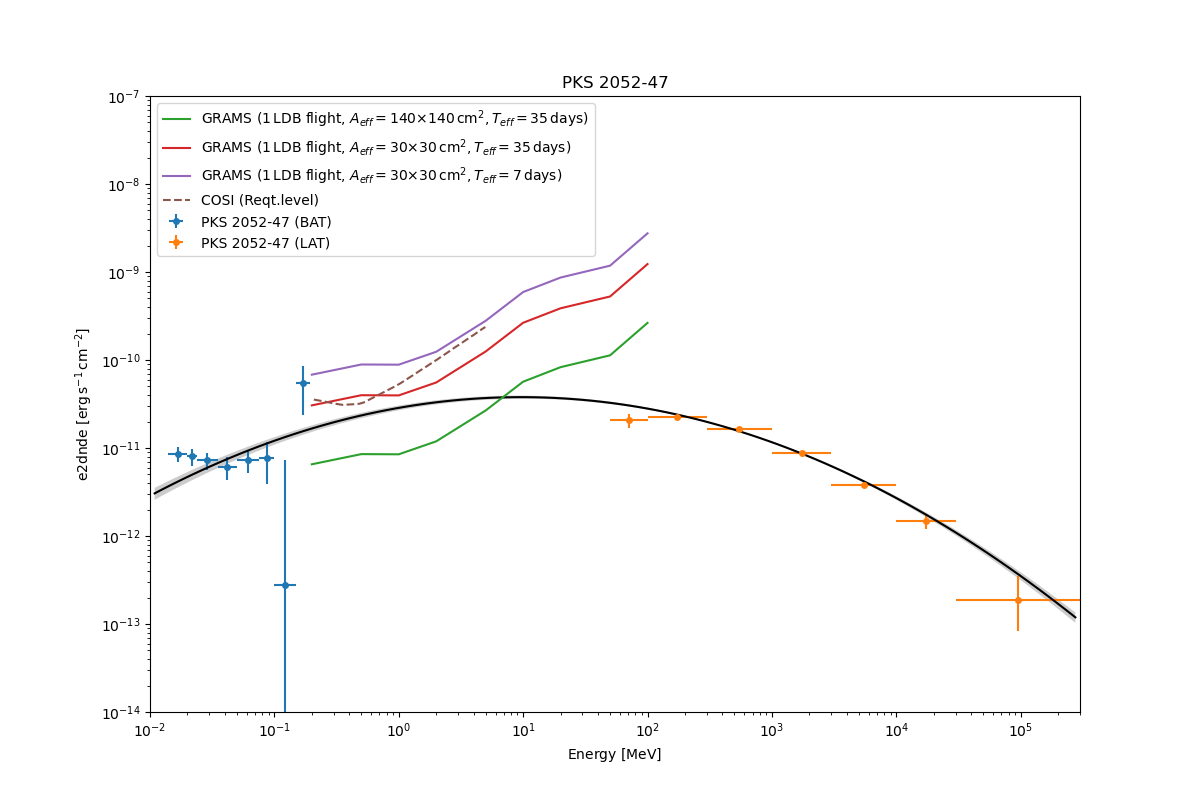 PKS 2052-47
10⁻⁷
GRAMS (1 LDB flight, A_eff = 140×140 cm², T_eff = 35 days)
GRAMS (1 LDB flight, A_eff = 30×30 cm², T_eff = 35 days)
GRAMS (1 LDB flight, A_eff = 30×30 cm², T_eff = 7 days)
COSI (Reqt.level)
PKS 2052-47 (BAT)
PKS 2052-47 (LAT)
10⁻⁸
10⁻⁹
10⁻¹⁰
10⁻¹¹
10⁻¹²
10⁻¹³
10⁻¹⁴
e2dnde [erg s⁻¹ cm⁻²]
10⁻² 10⁻¹ 10⁰ 10¹ 10² 10³ 10⁴ 10⁵
Energy [MeV]